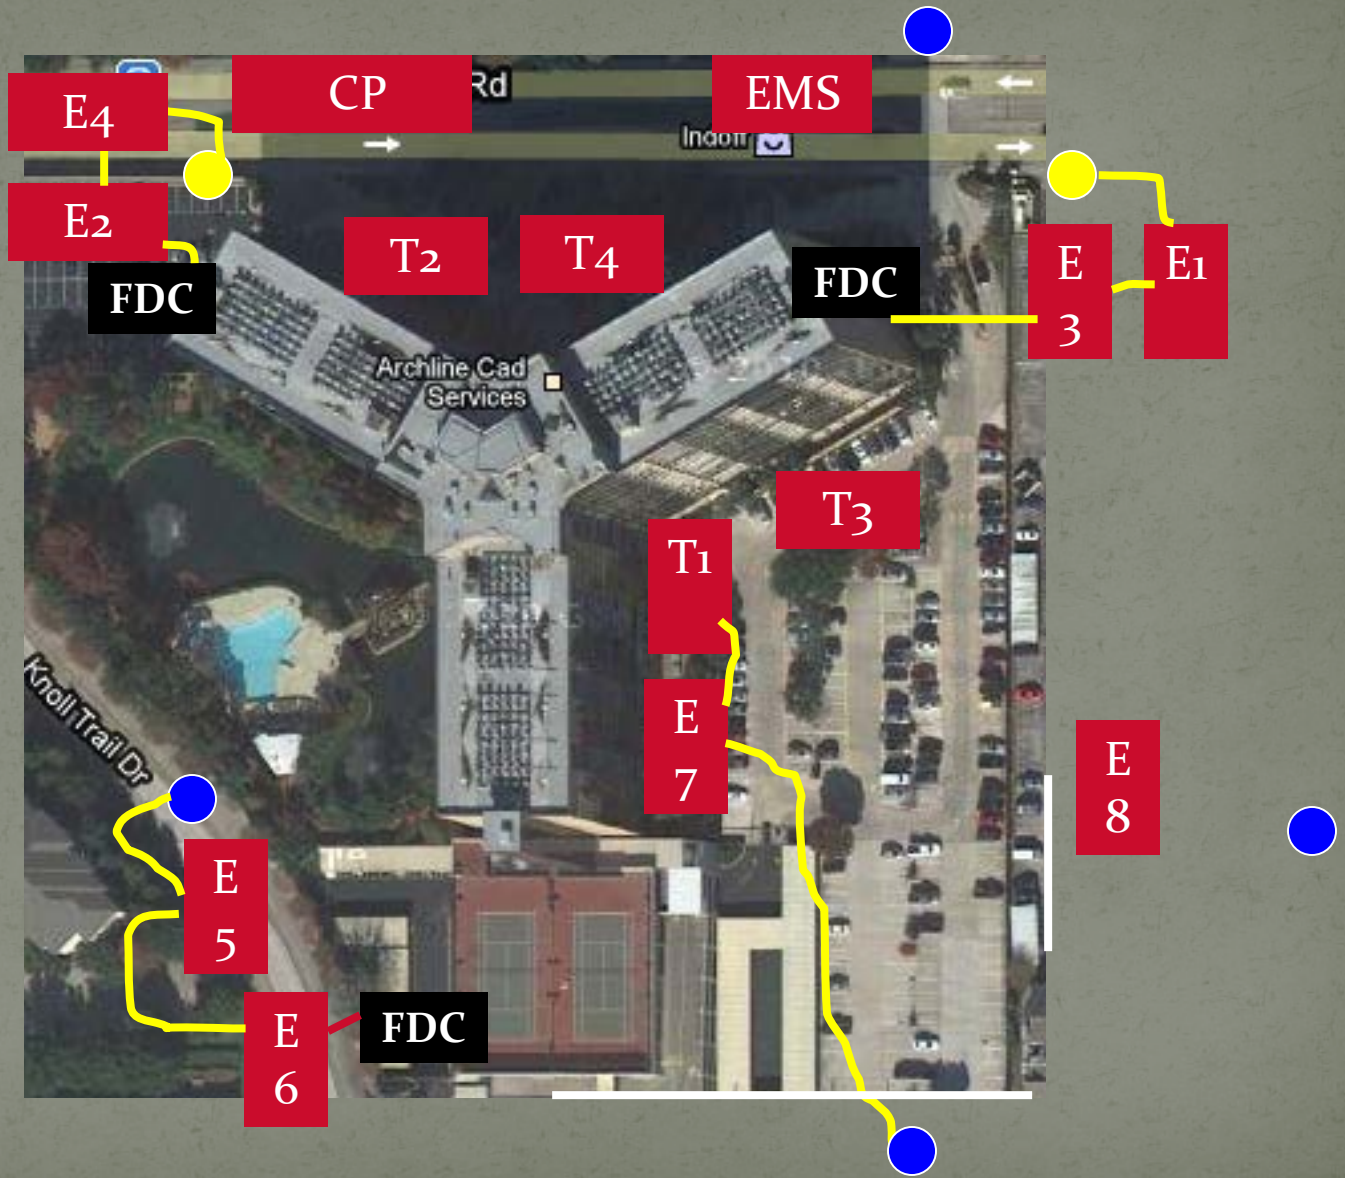 E4
CP
Rd
EMS
Indoff
E2
T2
T4
FDC
FDC
E
3
E1
Archline Cad
Services
T3
T1
Knoll Trail Dr
E
7
E
8
E
5
E
6
FDC